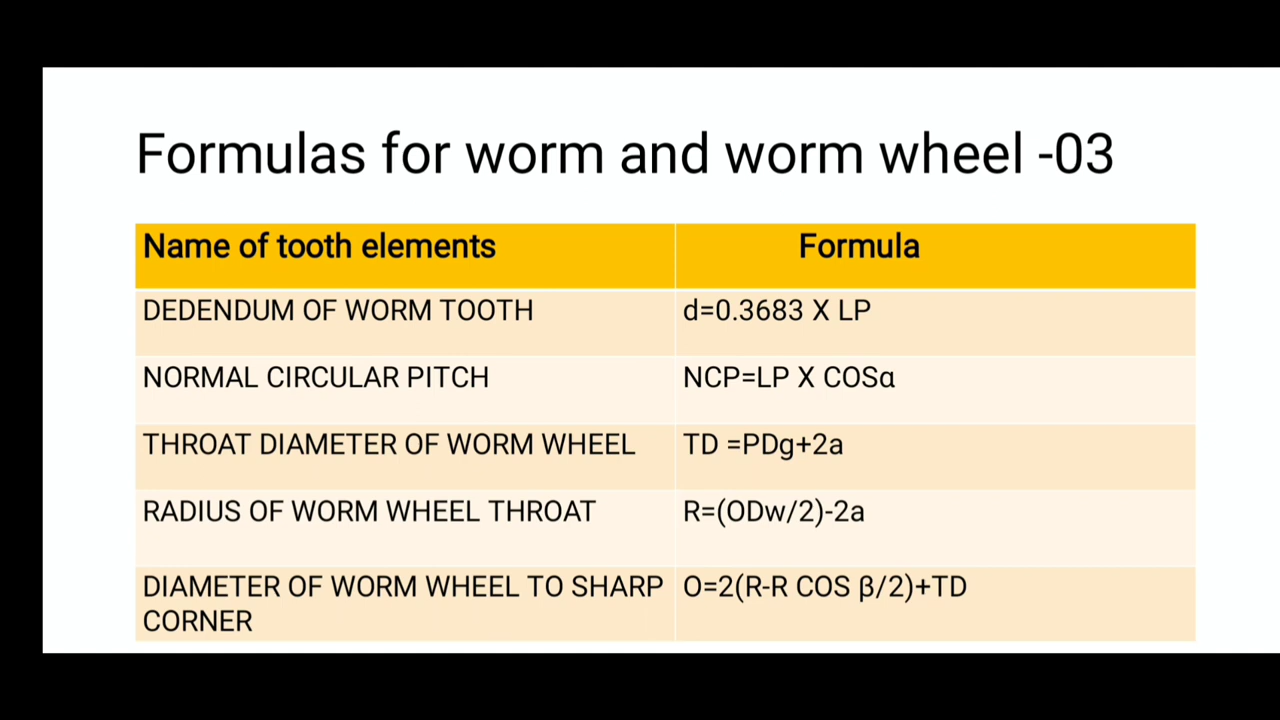 Formulas for worm and worm wheel -03
Name of tooth elements Formula
DEDENDUM OF WORM TOOTH d=0.3683 X LP
NORMAL CIRCULAR PITCH NCP=LP X COSα
THROAT DIAMETER OF WORM WHEEL TD =PDg+2a
RADIUS OF WORM WHEEL THROAT R=(ODw/2)-2a
DIAMETER OF WORM WHEEL TO SHARP O=2(R-R COS β/2)+TD
CORNER